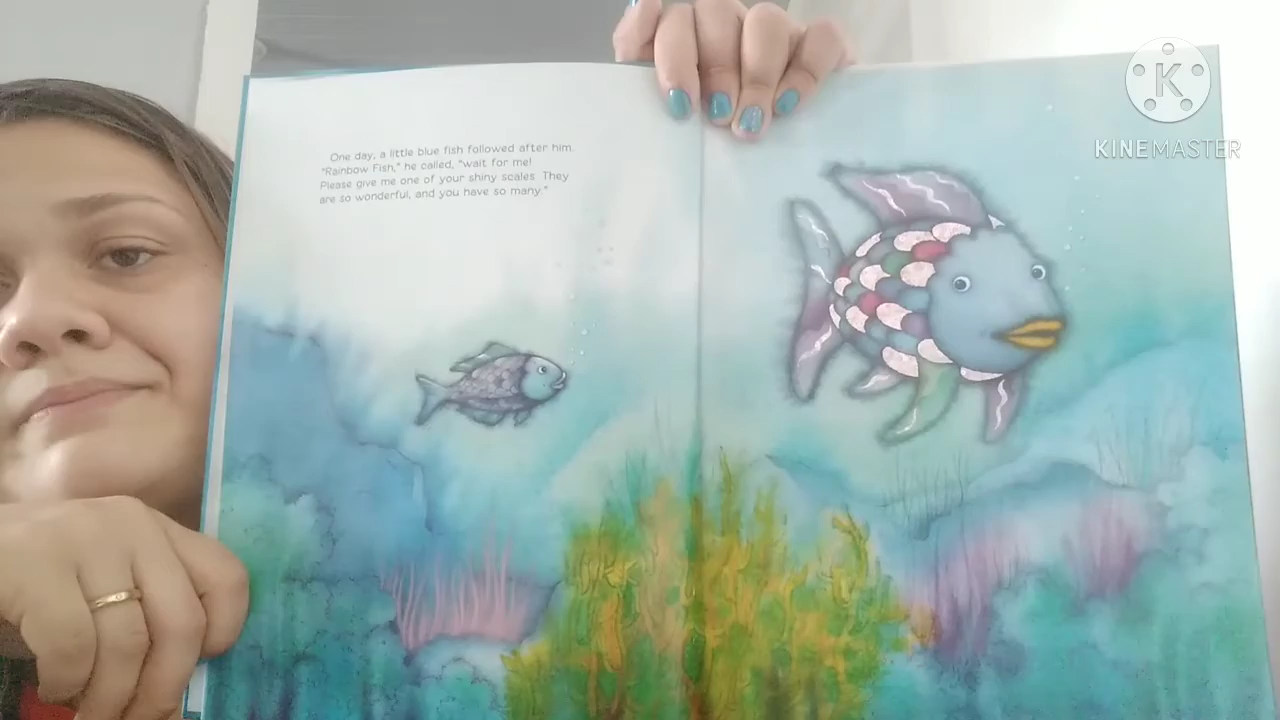 One day, a little blue fish followed after him.
"Rainbow Fish," he called, "wait for me!
Please give me one of your shiny scales. They
are so wonderful, and you have so many."
K
KINEMASTER